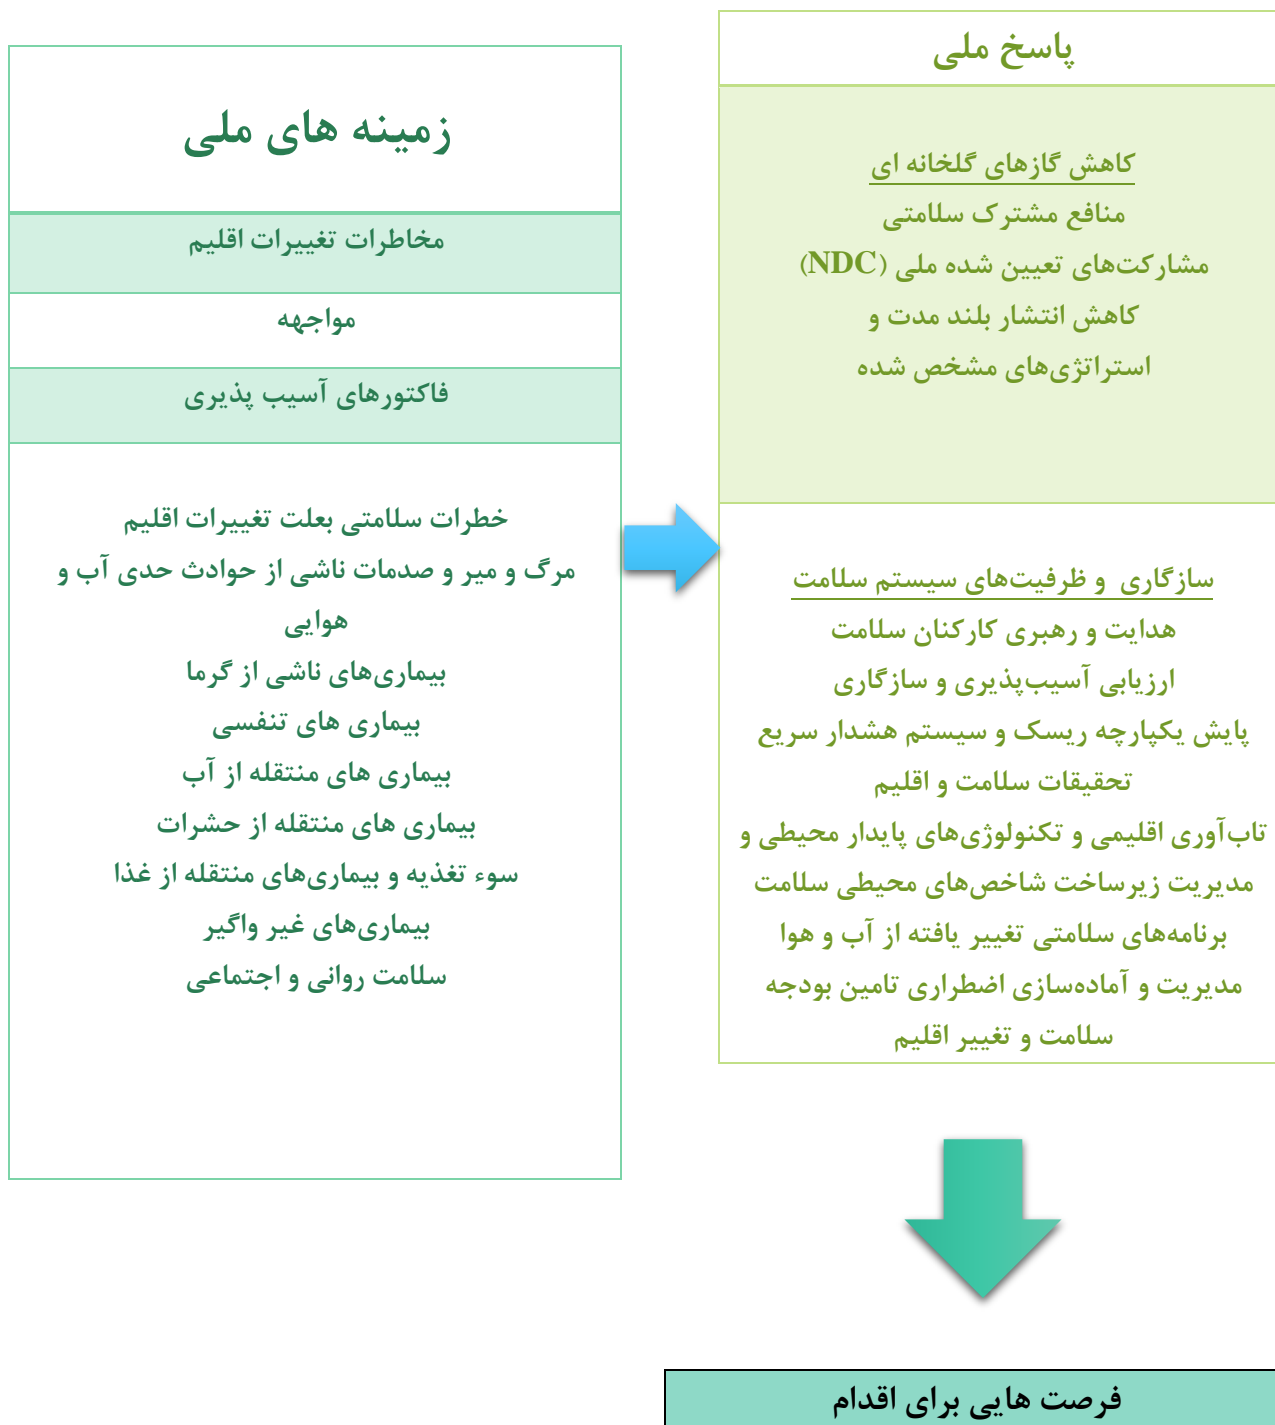 زمینه های ملی
مخاطرات تغییرات اقلیم
مواجهه
فاکتورهای آسیب پذیری
خطرات سلامتی بعلت تغییرات اقلیم
مرگ و میر و صدمات ناشی از حوادث حدی آب و
هوایی
بیماری‌های ناشی از گرما
بیماری های تنفسی
بیماری های منتقله از آب
بیماری های منتقله از حشرات
سوء تغذیه و بیماری‌های منتقله از غذا
بیماری‌های غیر واگیر
سلامت روانی و اجتماعی
پاسخ ملی
کاهش گازهای گلخانه ای
منافع مشترک سلامتی
مشارکت‌های تعیین شده ملی (NDC)
کاهش انتشار بلند مدت و
استراتژی‌های مشخص شده
سازگاری و ظرفیت‌های سیستم سلامت
هدایت و رهبری کارکنان سلامت
ارزیابی آسیب‌پذیری و سازگاری
پایش یکپارچه ریسک و سیستم هشدار سریع
تحقیقات سلامت و اقلیم
تاب‌آوری اقلیمی و تکنولوژی‌های پایدار محیطی و
مدیریت زیرساخت شاخص‌های محیطی سلامت
برنامه‌های سلامتی تغییر یافته از آب و هوا
مدیریت و آماده‌سازی اضطراری تامین بودجه
سلامت و تغییر اقلیم
فرصت هایی برای اقدام